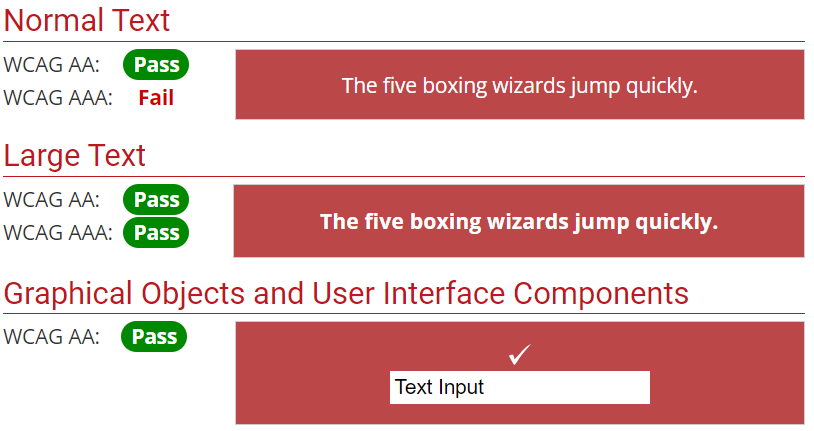 Normal Text
WCAG AA: Pass
WCAG AAA: Fail
The five boxing wizards jump quickly.
Large Text
WCAG AA: Pass
WCAG AAA: Pass
The five boxing wizards jump quickly.
Graphical Objects and User Interface Components
WCAG AA: Pass
✓
Text Input